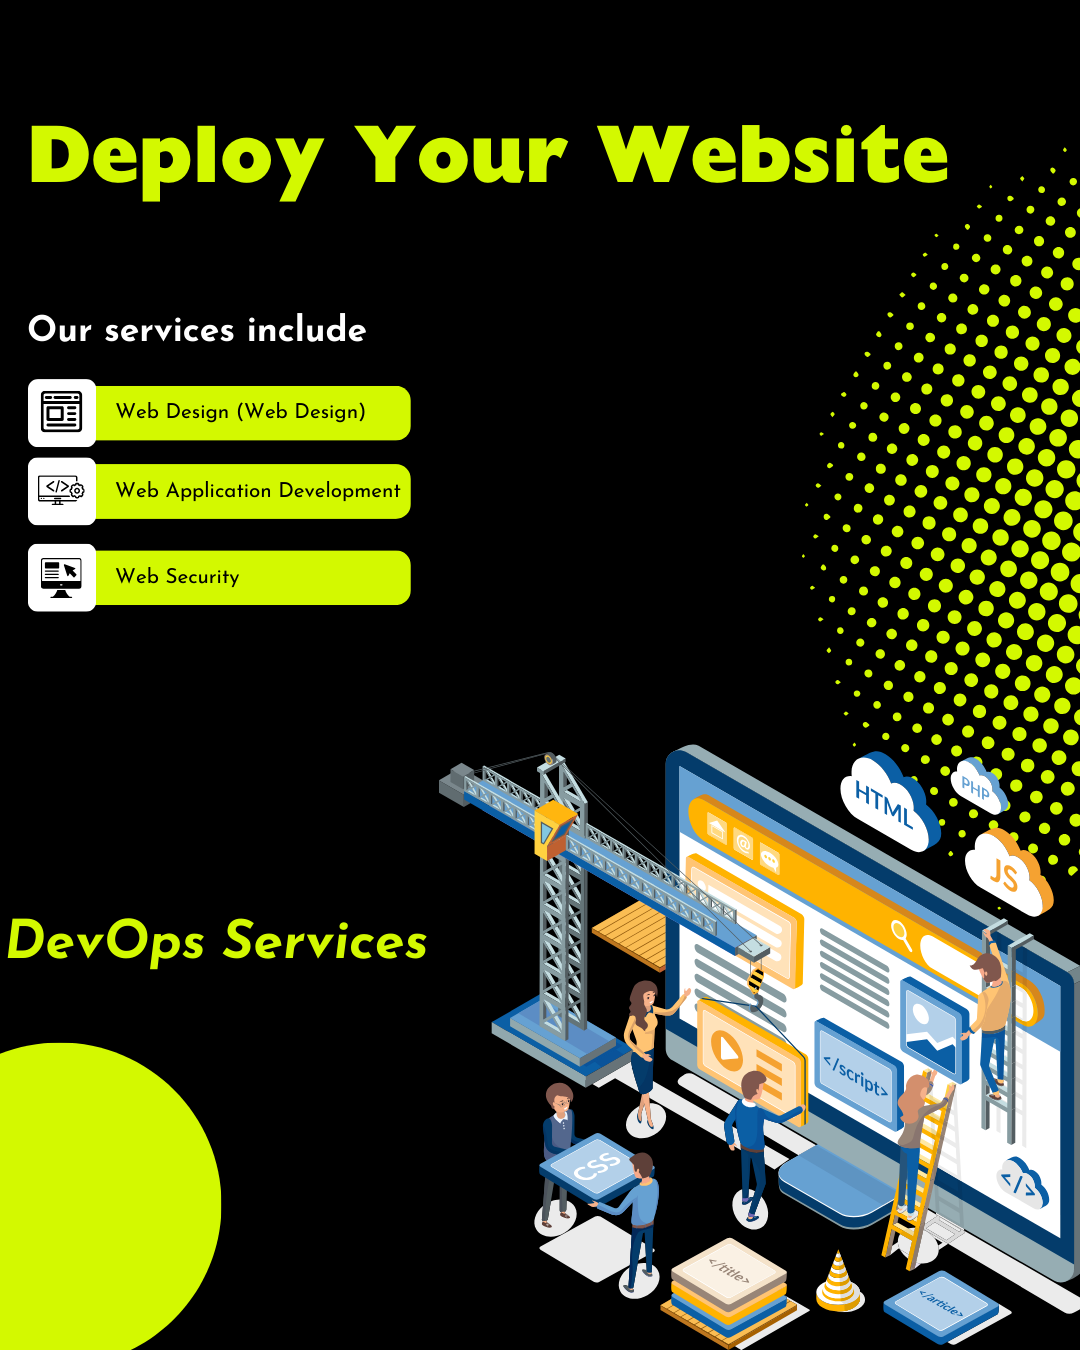 Deploy Your Website
Our services include
Web Design (Web Design)
</>
Web Application Development
Web Security
HTML
PHP
JS
@
DevOps Services
</script>
CSS
</>
</title>
</article>